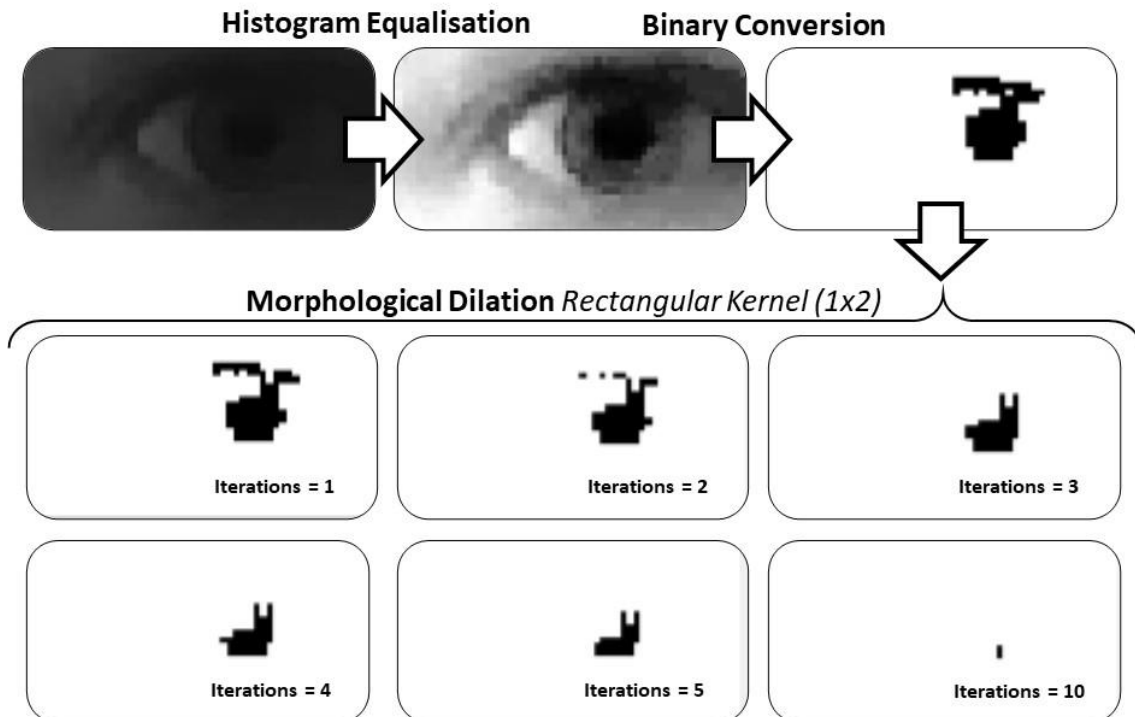 Histogram Equalisation
Binary Conversion
Morphological Dilation Rectangular Kernel (1x2)
Iterations = 1
Iterations = 2
Iterations = 3
Iterations = 4
Iterations = 5
Iterations = 10